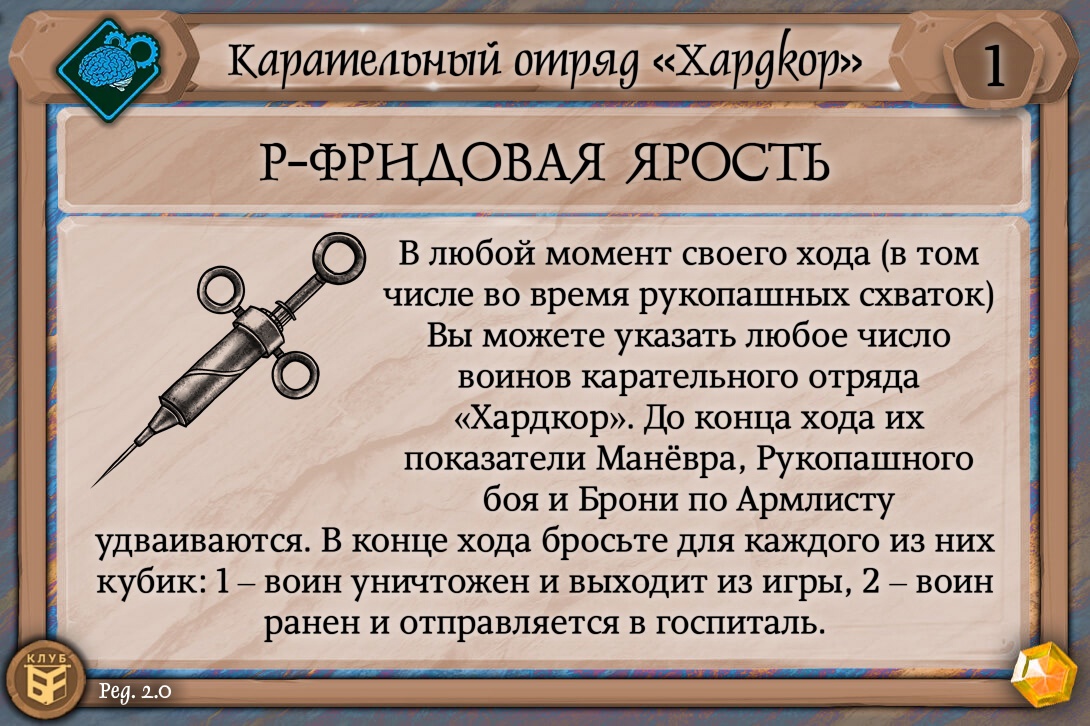 Карательный отряд «Хардкор»
1
Р-ФРИДОВАЯ ЯРОСТЬ
В любой момент своего хода (в том
числе во время рукопашных схваток)
Вы можете указать любое число
воинов карательного отряда
«Хардкор». До конца хода их
показатели Манёвра, Рукопашного
боя и Брони по Армлисту
удваиваются. В конце хода бросьте для каждого из них
кубик: 1 – воин уничтожен и выходит из игры, 2 – воин
ранен и отправляется в госпиталь.
КЛУБ
Ред. 2.0